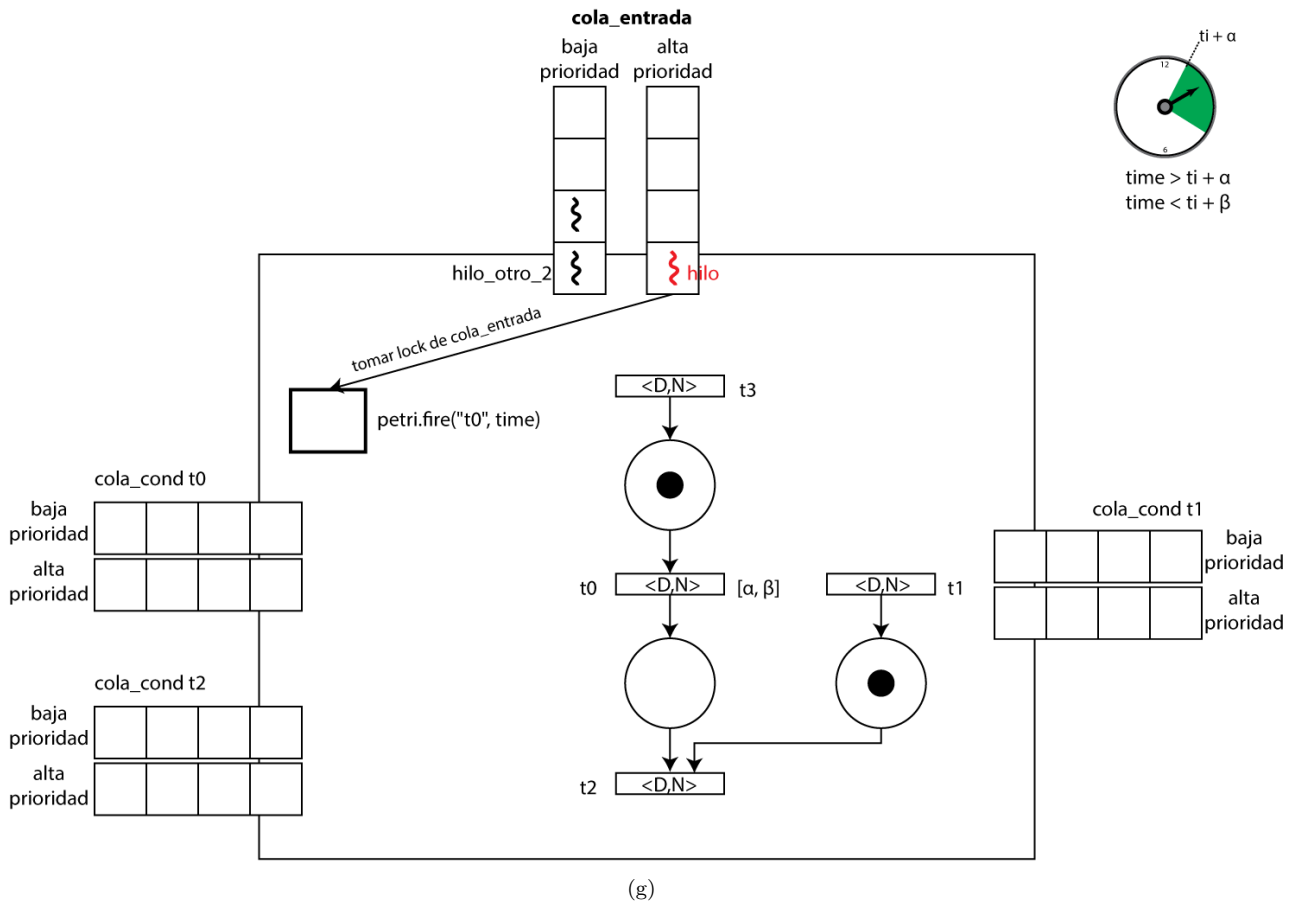 cola_entrada
baja
prioridad
alta
prioridad
ti + α
12
6
time > ti + α
time < ti + β
hilo_otro_2
hilo
tomar lock de cola_entrada
petri.fire("t0", time)
<D,N>
t3
cola_cond t0
baja
prioridad
alta
prioridad
cola_cond t1
baja
prioridad
alta
prioridad
t0
<D,N>
[α, β]
<D,N>
t1
cola_cond t2
baja
prioridad
alta
prioridad
t2
<D,N>
(g)